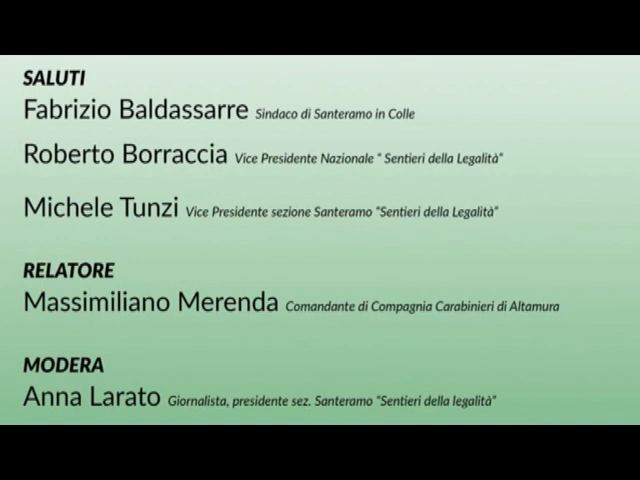 SALUTI
Fabrizio Baldassarre Sindaco di Santeramo in Colle
Roberto Borraccia Vice Presidente Nazionale “ Sentieri della Legalità”
Michele Tunzi Vice Presidente sezione Santeramo “Sentieri della Legalità”
RELATORE
Massimiliano Merenda Comandante di Compagnia Carabinieri di Altamura
MODERA
Anna Larato Giornalista, presidente sez. Santeramo “Sentieri della legalità”